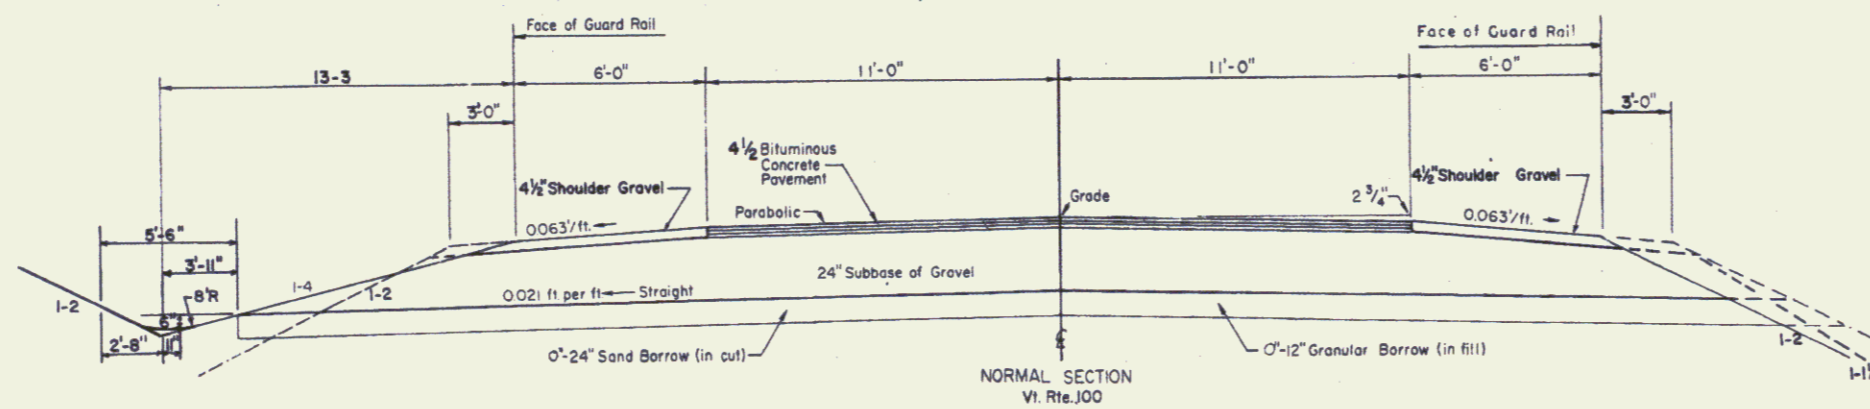 Face of Guard Rail
Face of Guard Rail
13-3
6'-0"
11'-0"
11'-0"
6'-0"
3'-0"
3'-0"
4½ Bituminous
Concrete
Pavement
4½" Shoulder Gravel
Parabolic
Grade
2 ¾"
4½" Shoulder Gravel
0.063'/ft.
0063'/ft.
5'-6"
3'-11"
24" Subbase of Gravel
1-4
1-2
8'R
1-2
0.021 ft. per ft
Straight
6"
2'-8"
11"
0"-24" Sand Borrow (in cut)
0"-12" Granular Borrow (in fill)
1-2
NORMAL SECTION
Vt. Rte.100